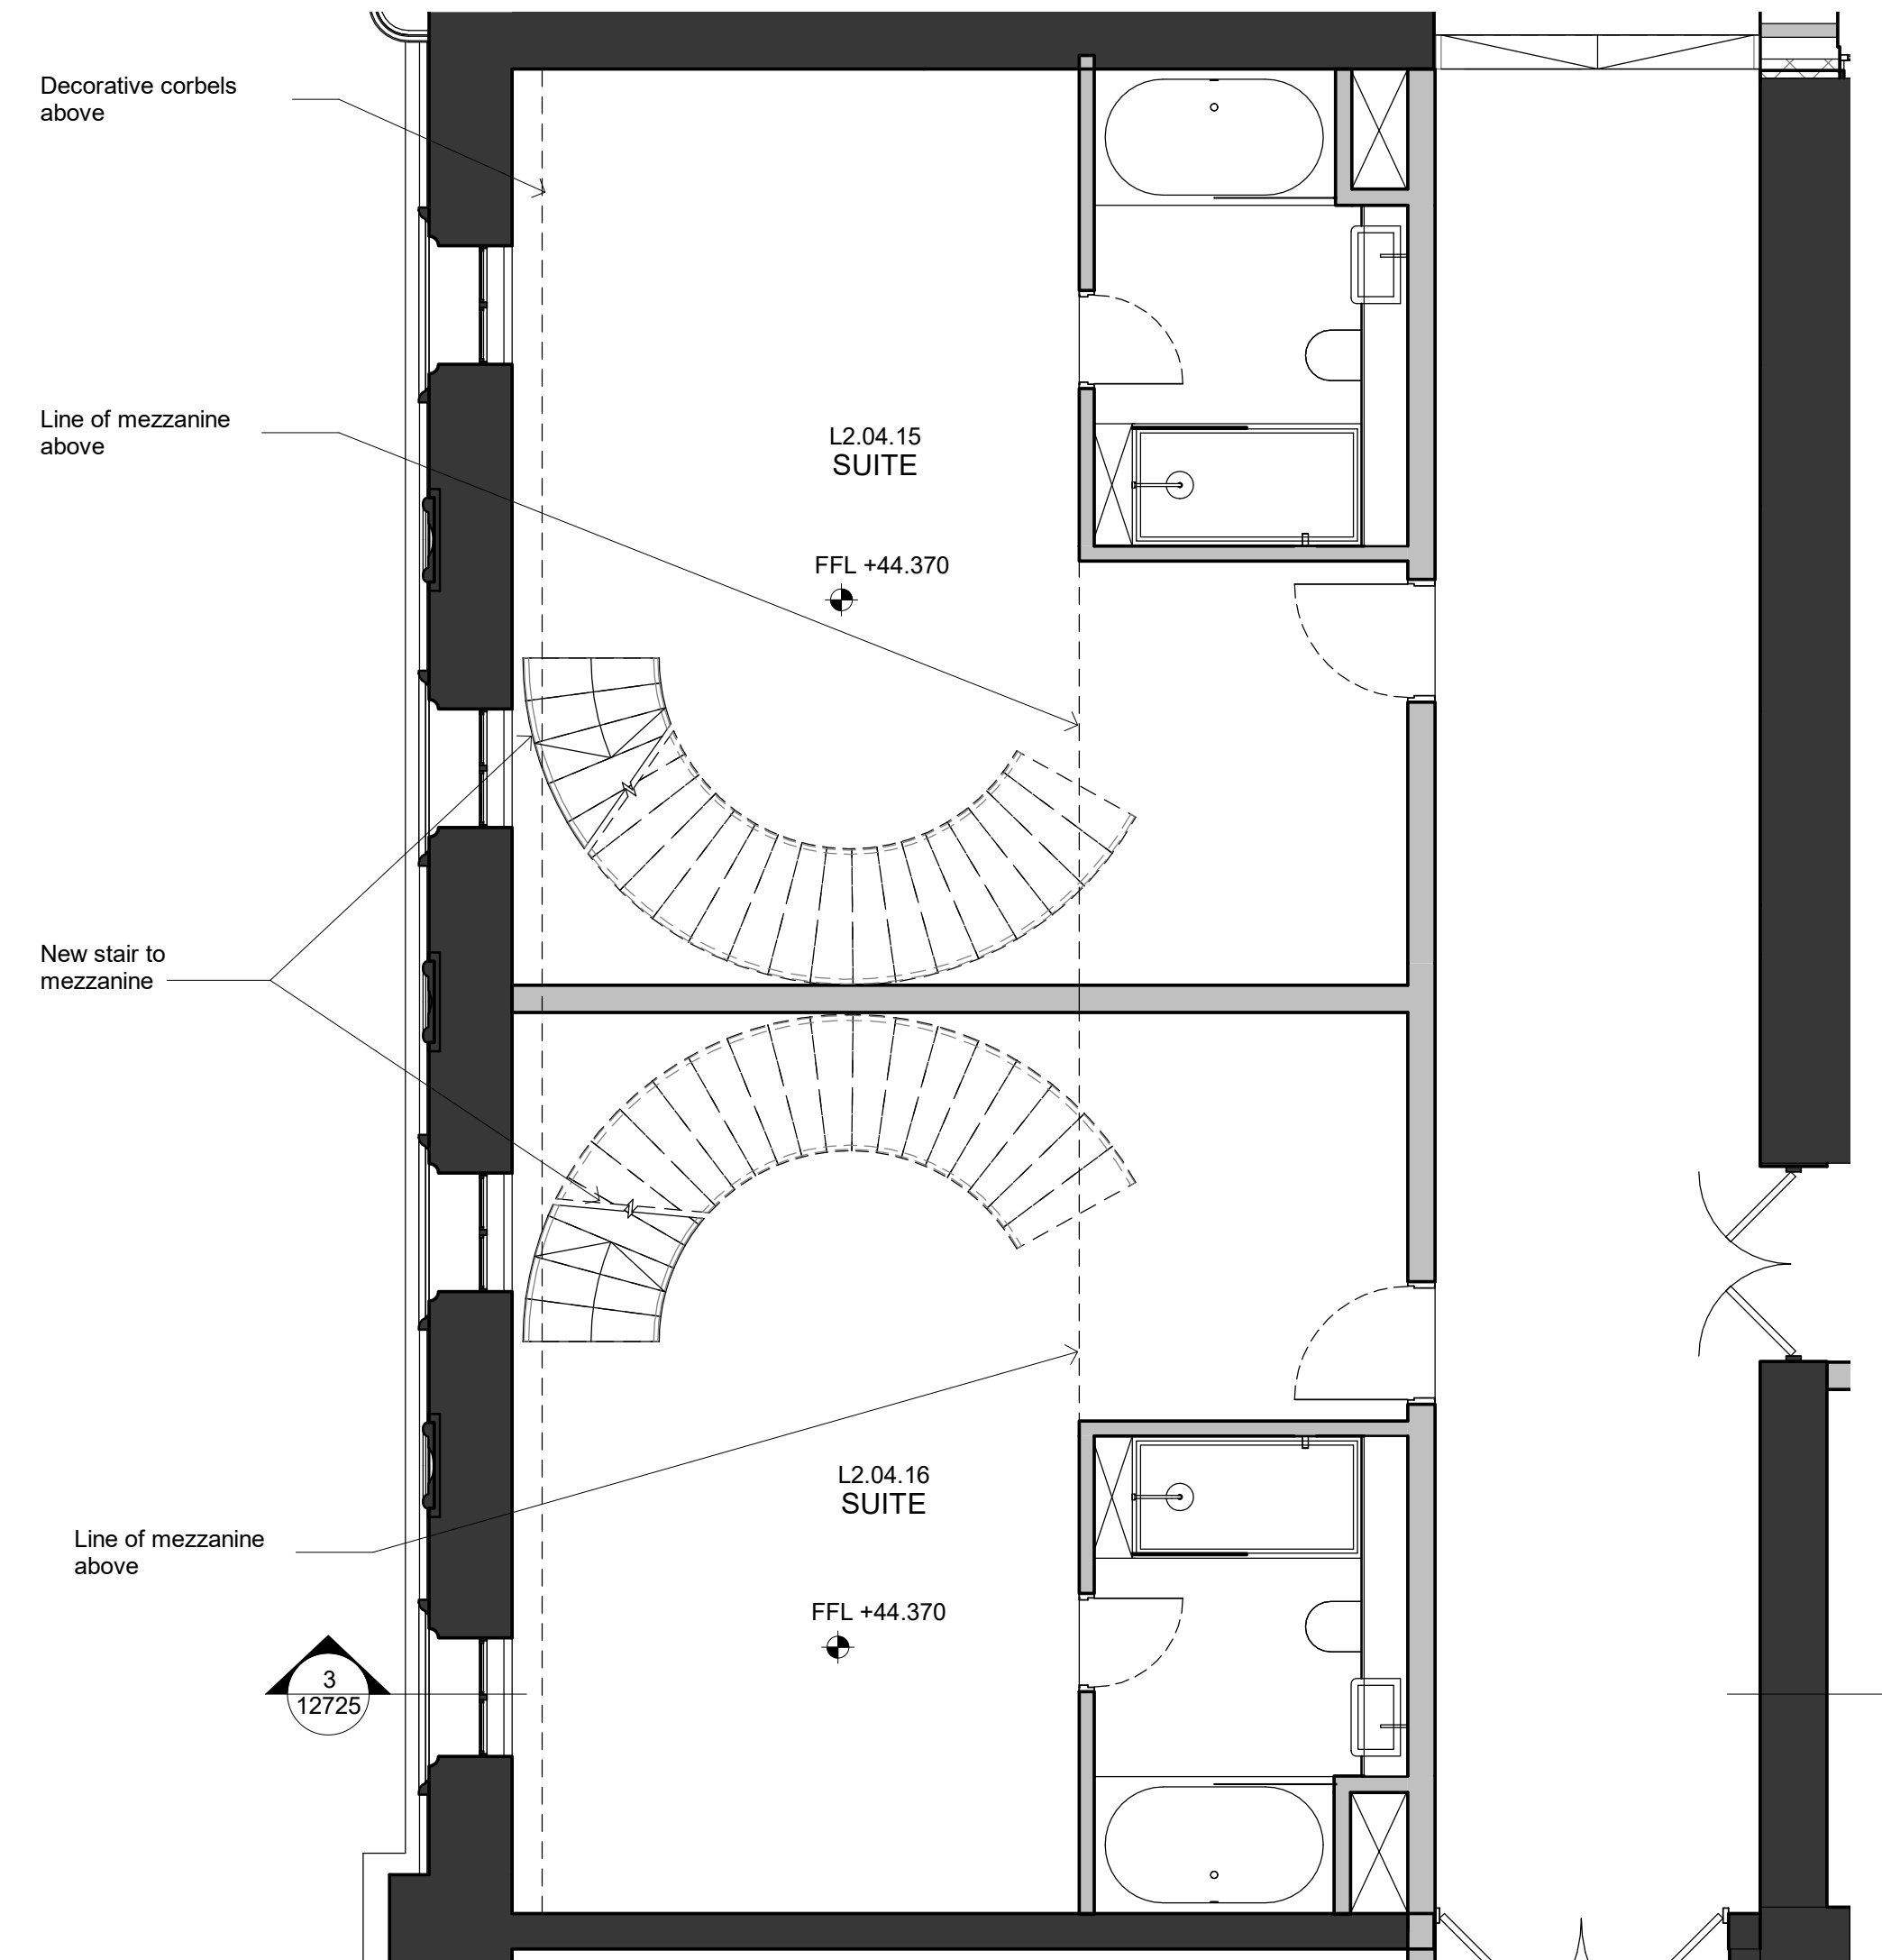 Decorative corbels
above
Line of mezzanine
above
L2.04.15
SUITE
FFL +44.370
New stair to
mezzanine
L2.04.16
SUITE
Line of mezzanine
above
FFL +44.370
3
12725